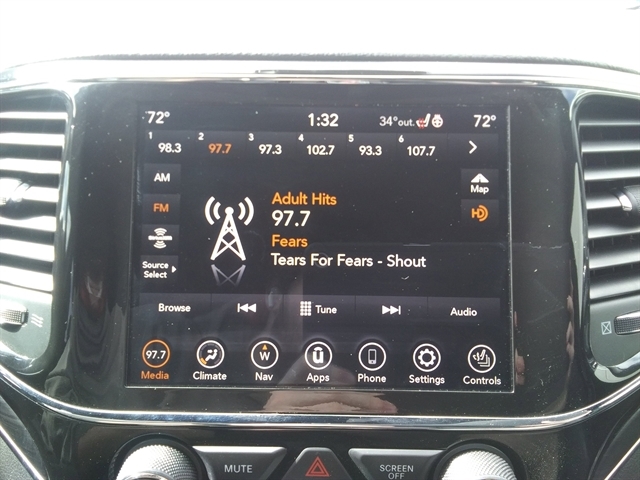 72° 1:32 34°out. 72°
1 2 3 4 5 6
98.3 97.7 97.3 102.7 93.3 107.7
AM
Map
FM
HD
Adult Hits
97.7
Fears
Tears For Fears - Shout
Source
Select
Browse Tune Audio
97.7 W
Media Climate Nav Apps Phone Settings Controls
MUTE SCREEN
OFF